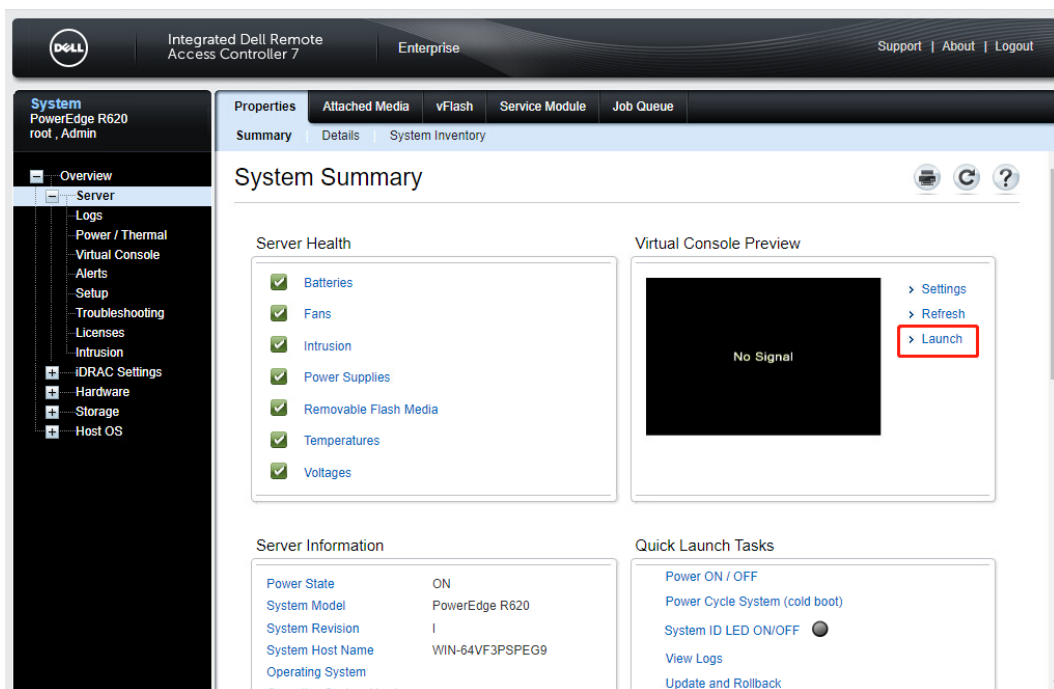 DELL
Integrated Dell Remote
Access Controller 7
Enterprise
Support | About | Logout
System
PowerEdge R620
root , Admin
Overview
Server
Logs
Power / Thermal
Virtual Console
Alerts
Setup
Troubleshooting
Licenses
Intrusion
iDRAC Settings
Hardware
Storage
Host OS
Properties Attached Media vFlash Service Module Job Queue
Summary Details System Inventory
System Summary
Server Health
Batteries
Fans
Intrusion
Power Supplies
Removable Flash Media
Temperatures
Voltages
Virtual Console Preview
No Signal
Settings
Refresh
Launch
Server Information
Power State ON
System Model PowerEdge R620
System Revision I
System Host Name WIN-64VF3PSPEG9
Operating System
Quick Launch Tasks
Power ON / OFF
Power Cycle System (cold boot)
System ID LED ON/OFF
View Logs
Update and Rollback